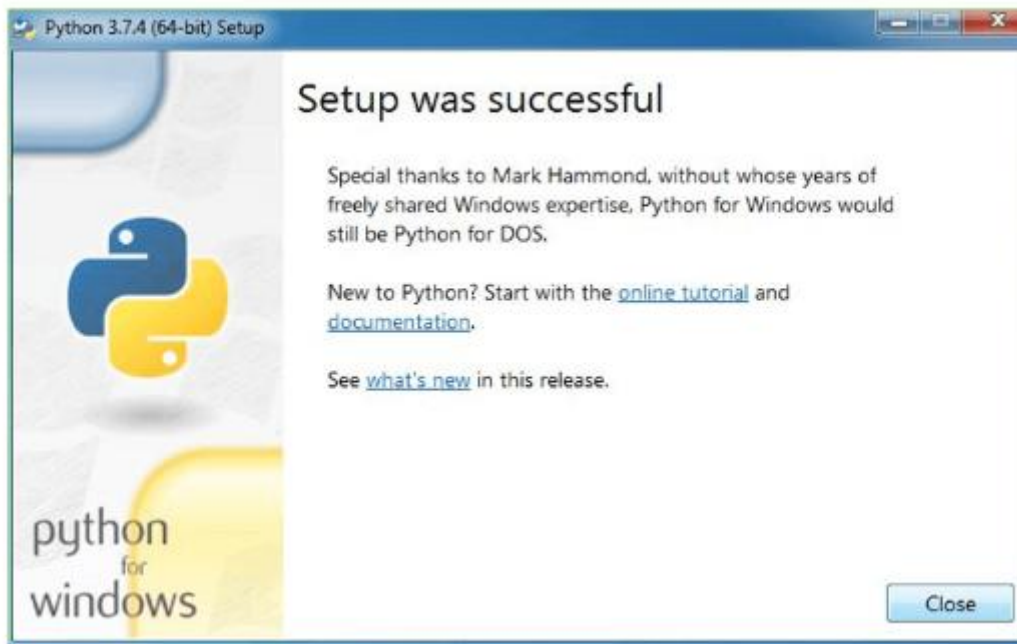 Python 3.7.4 (64-bit) Setup
Setup was successful
Special thanks to Mark Hammond, without whose years of
freely shared Windows expertise, Python for Windows would
still be Python for DOS.
New to Python? Start with the online tutorial and
documentation.
See what's new in this release.
python
for
windows
Close